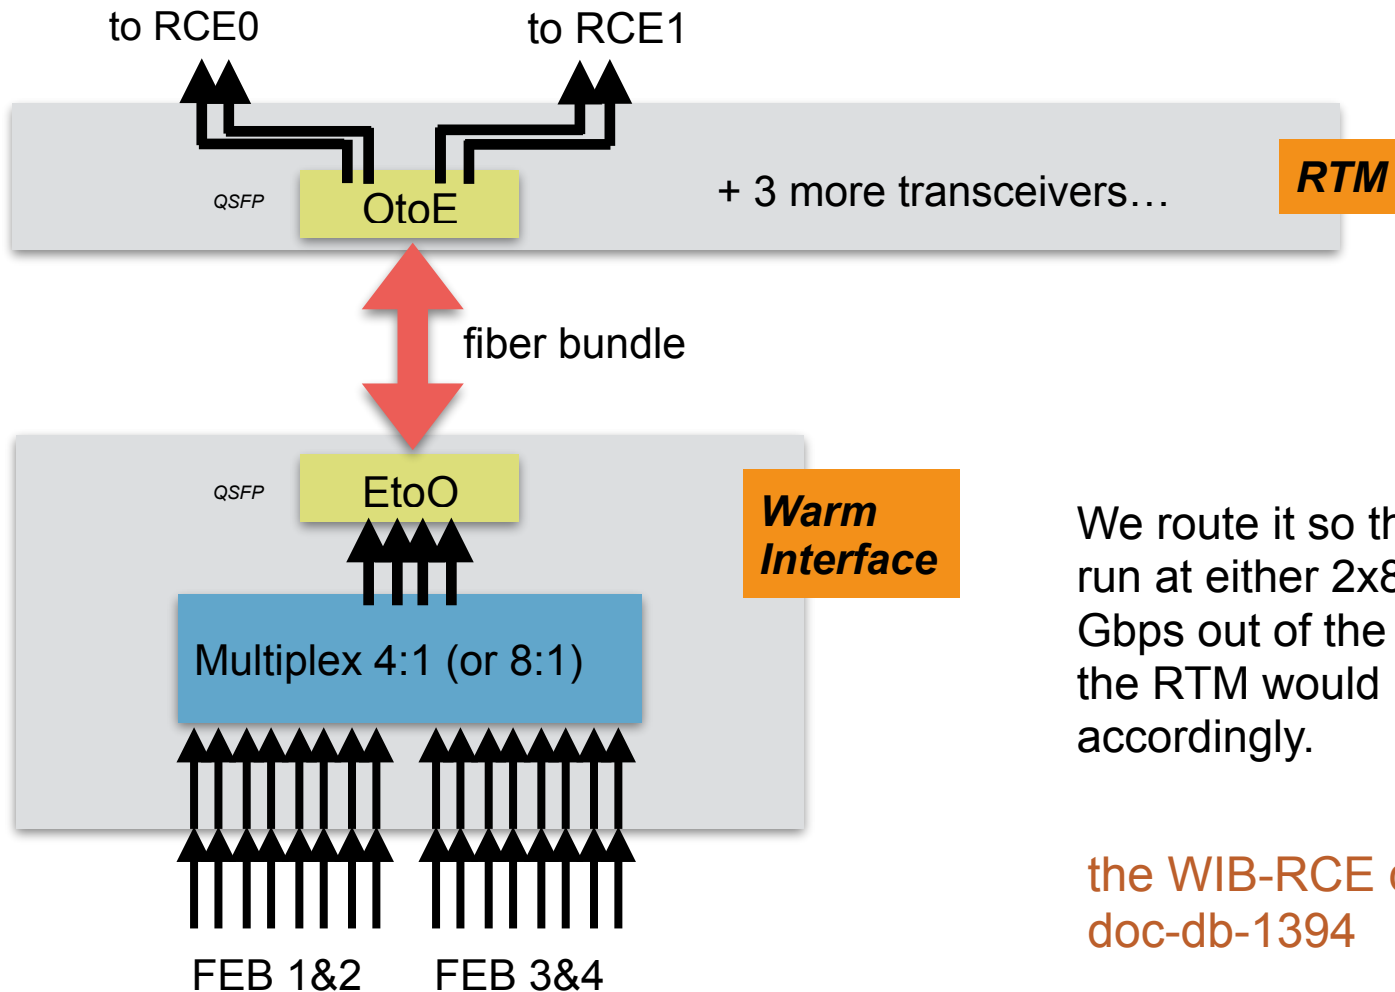 to RCE0
to RCE1
RTM
QSFP
OtoE
+ 3 more transceivers…
fiber bundle
QSFP
EtoO
Warm
Interface
Multiplex 4:1 (or 8:1)
We route it so
run at either
Gbps out of the
the RTM would
accordingly.
the WIB-RCE
doc-db-1394
FEB 1&2
FEB 3&4